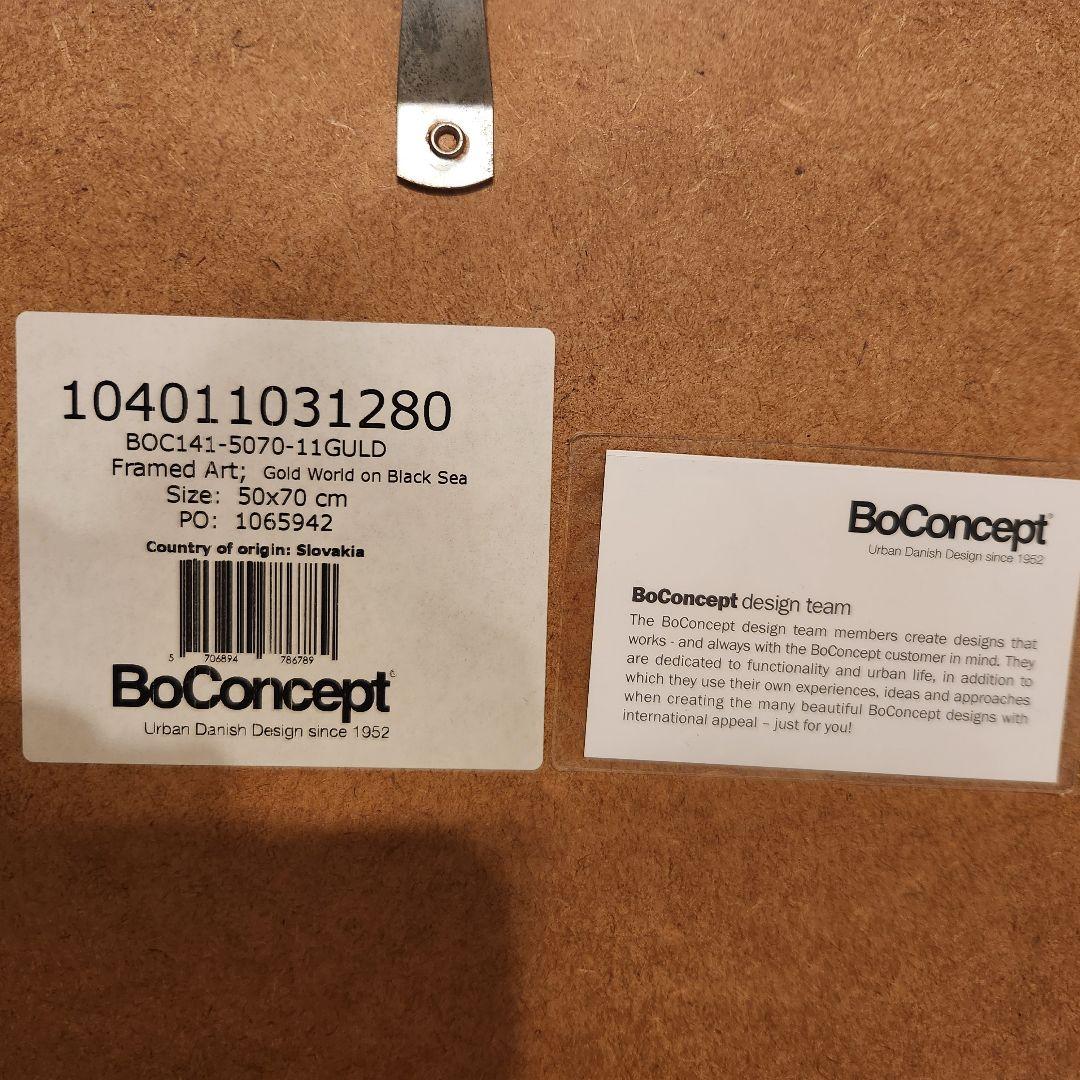 104011031280
BOC141-5070-11GULD
Framed Art; Gold World on Black Sea
Size: 50x70 cm
PO: 1065942
Country of origin: Slovakia
5 706894 786789
BoConcept
Urban Danish Design since 1952
BoConcept
Urban Danish Design since 1952
BoConcept design team
The BoConcept design team members create designs that
works - and always with the BoConcept customer in mind. They
are dedicated to functionality and urban life, in addition to
which they use their own experiences, ideas and approaches
when creating the many beautiful BoConcept designs with
international appeal – just for you!